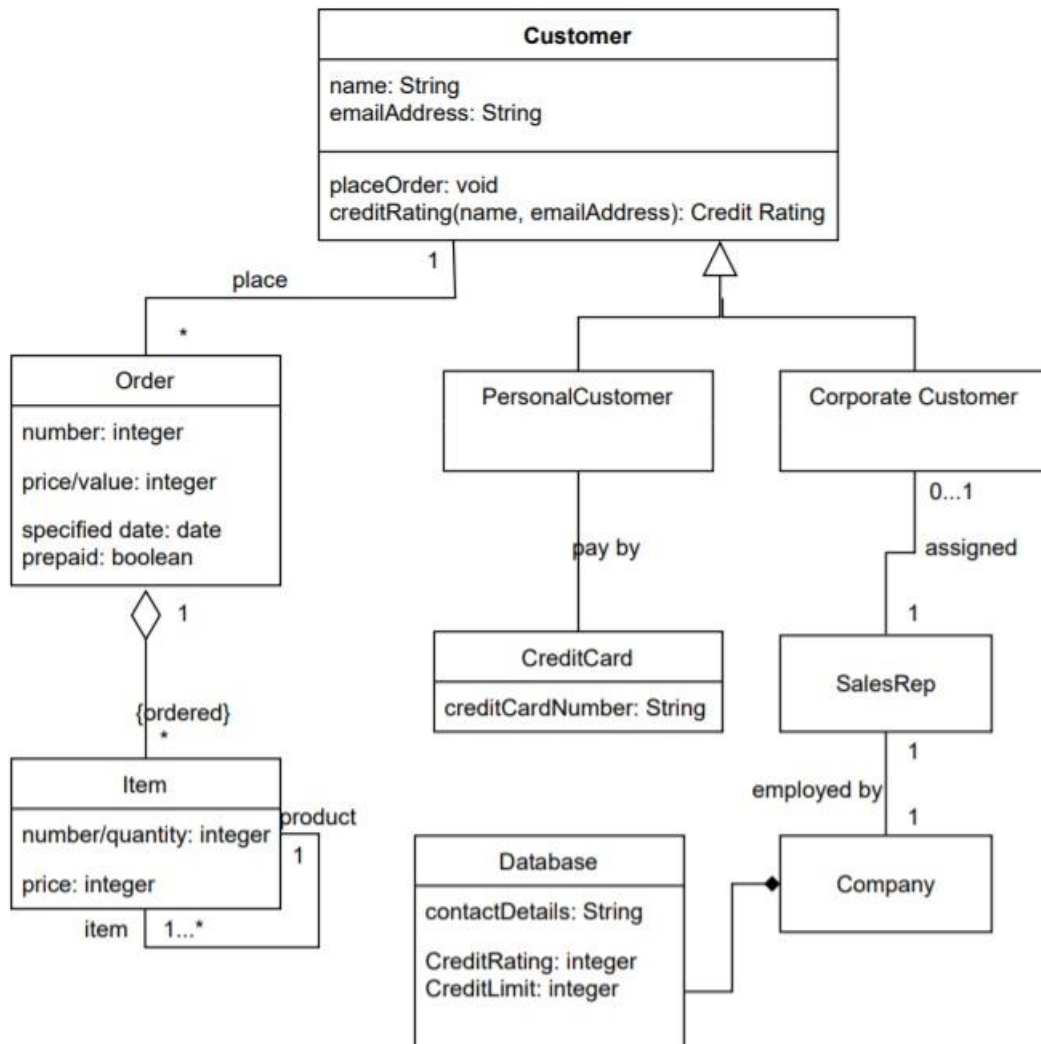 Customer
name: String
emailAddress: String
placeOrder: void
creditRating(name, emailAddress): Credit Rating
1
place
*
Order
number: integer
price/value: integer
specified date: date
prepaid: boolean
1
{ordered}
*
Item
number/quantity: integer
price: integer
product
1
item
1...*
PersonalCustomer
pay by
CreditCard
creditCardNumber: String
Corporate Customer
0...1
assigned
1
SalesRep
1
employed by
1
Company
Database
contactDetails: String
CreditRating: integer
CreditLimit: integer